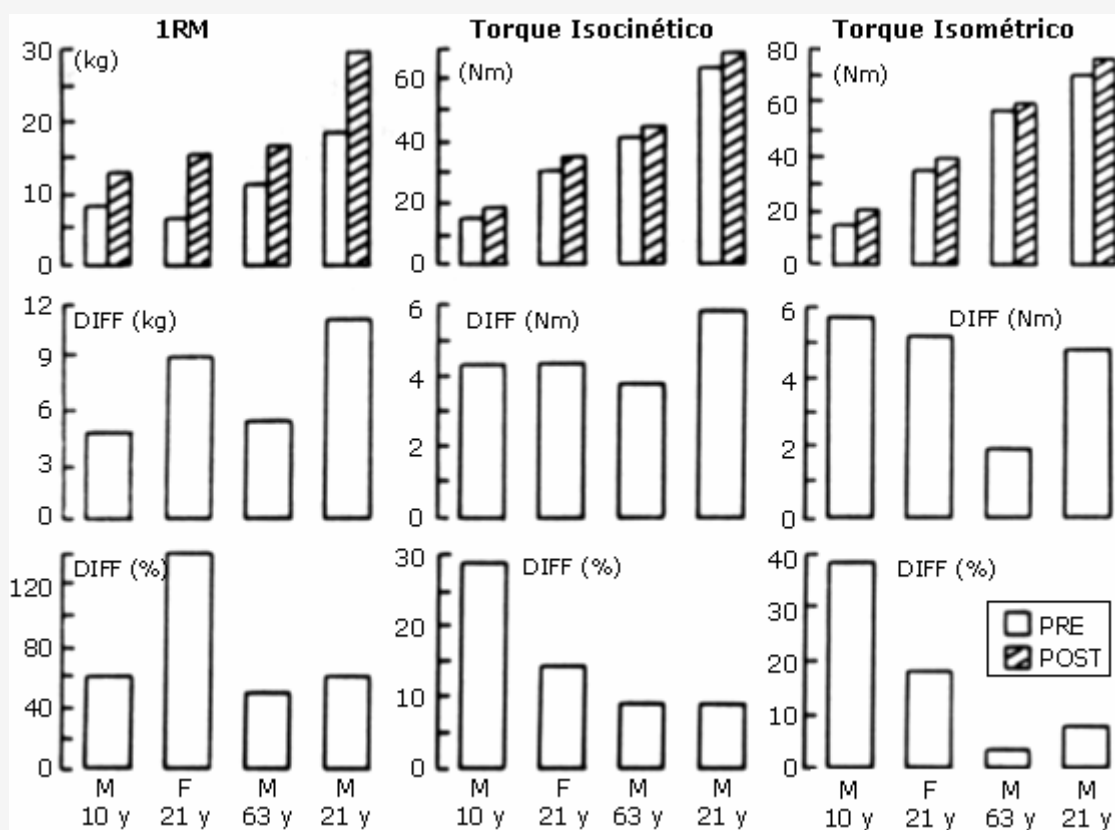 1RM
Torque Isocinético
Torque Isométrico
30
20
10
0
(kg)
60
40
20
0
(Nm)
80
60
40
20
0
(Nm)
12
9
6
3
0
DIFF (kg)
6
4
2
0
DIFF (Nm)
6
4
2
0
DIFF (Nm)
120
80
40
0
DIFF (%)
30
20
10
0
DIFF (%)
40
30
20
10
0
DIFF (%)
PRE
POST
M F M M
10 y 21 y 63 y 21 y
M F M M
10 y 21 y 63 y 21 y
M F M M
10 y 21 y 63 y 21 y